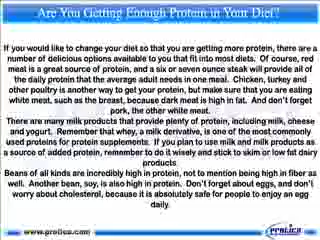 Are You Getting Enough Protein in Your Diet?
If you would like to change your diet so that you are getting more protein, there are a
number of delicious options available to you that fit into most diets. Of course, red
meat is a great source of protein, and a six or seven ounce steak will provide all of
the daily protein that the average adult needs in one meal. Chicken, turkey and
other poultry is another way to get your protein, but make sure that you are eating
white meat, such as the breast, because dark meat is high in fat. And don't forget
pork, the other white meat.
There are many milk products that provide plenty of protein, including milk, cheese
and yogurt. Remember that whey, a milk derivative, is one of the most commonly
used proteins for protein supplements. If you plan to use milk and milk products as
a source of added protein, remember to do it wisely and stick to skim or low fat dairy
products.
Beans of all kinds are incredibly high in protein, not to mention being high in fiber as
well. Another bean, soy, is also high in protein. Don't forget about eggs, and don't
worry about cholesterol, because it is absolutely safe for people to enjoy an egg
daily.
www.prolica.com
prolica